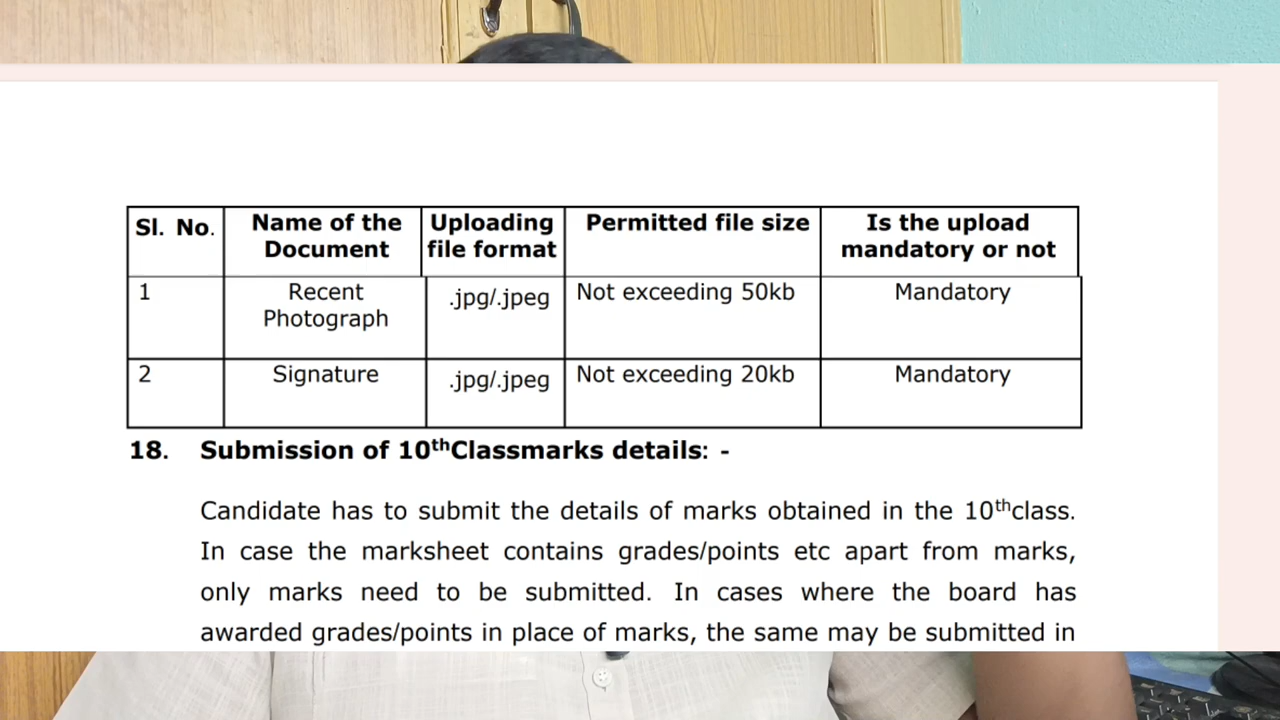 Sl. No. Name of the Document Uploading file format Permitted file size Is the upload mandatory or not
1 Recent Photograph .jpg/.jpeg Not exceeding 50kb Mandatory
2 Signature .jpg/.jpeg Not exceeding 20kb Mandatory
18. Submission of 10thClassmarks details: -
Candidate has to submit the details of marks obtained in the 10thclass.
In case the marksheet contains grades/points etc apart from marks,
only marks need to be submitted. In cases where the board has
awarded grades/points in place of marks, the same may be submitted in